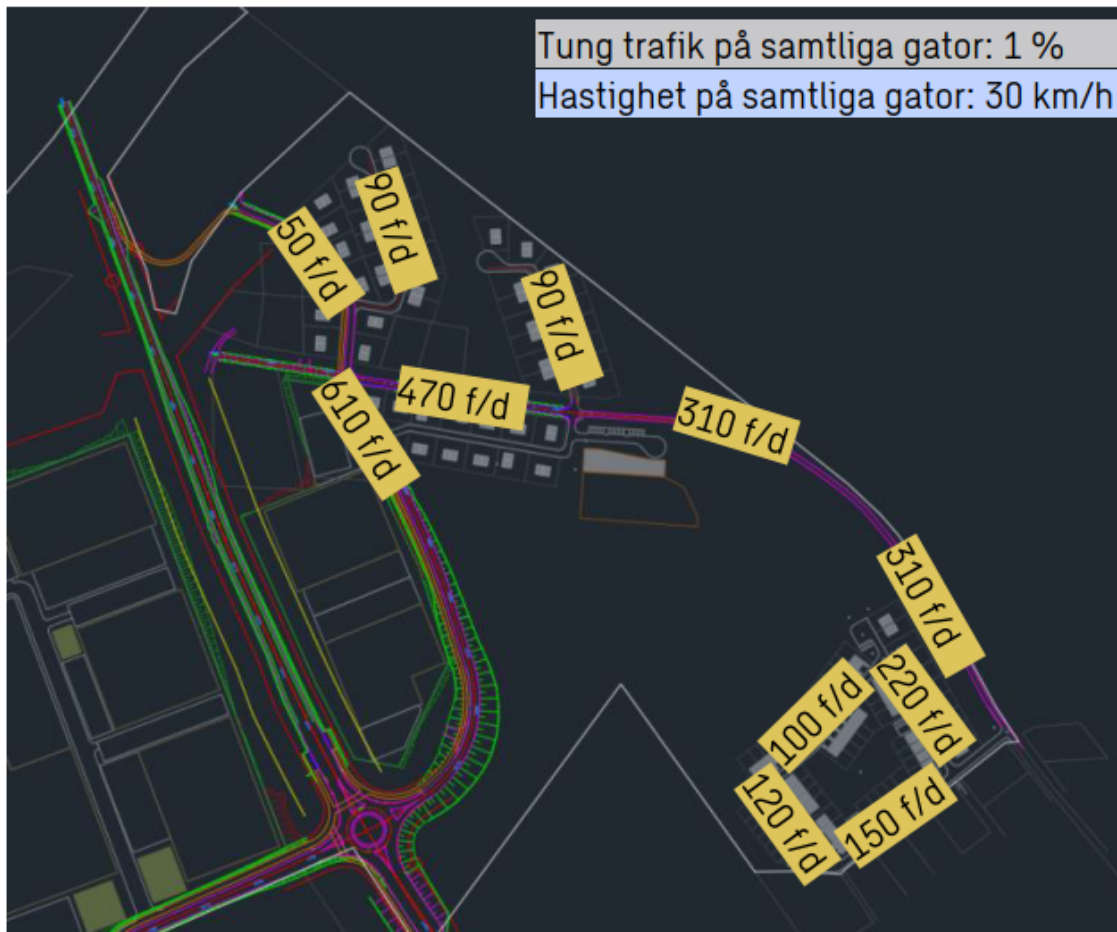 Tung trafik på samtliga gator: 1 %
Hastighet på samtliga gator: 30 km/h
90 f/d
50 f/d
90 f/d
610 f/d
470 f/d
310 f/d
310 f/d
220 f/d
100 f/d
120 f/d
150 f/d